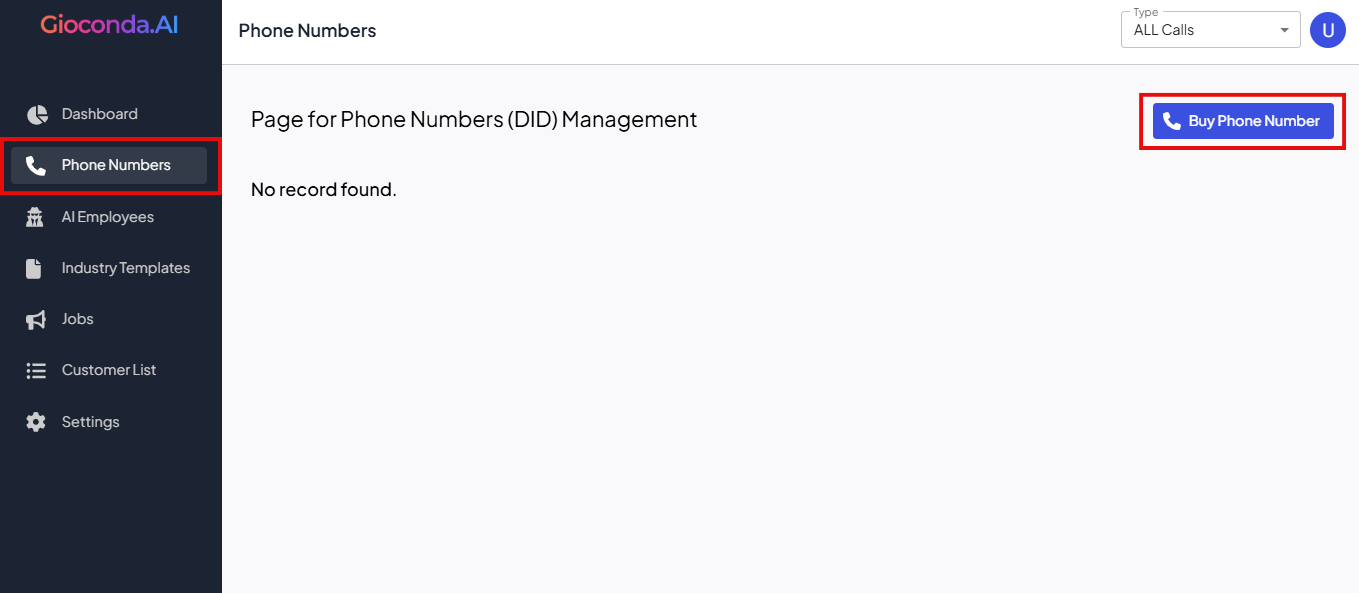 Gioconda.AI
Dashboard
Phone Numbers
AI Employees
Industry Templates
Jobs
Customer List
Settings
Phone Numbers
Type
ALL Calls
U
Page for Phone Numbers (DID) Management
Buy Phone Number
No record found.